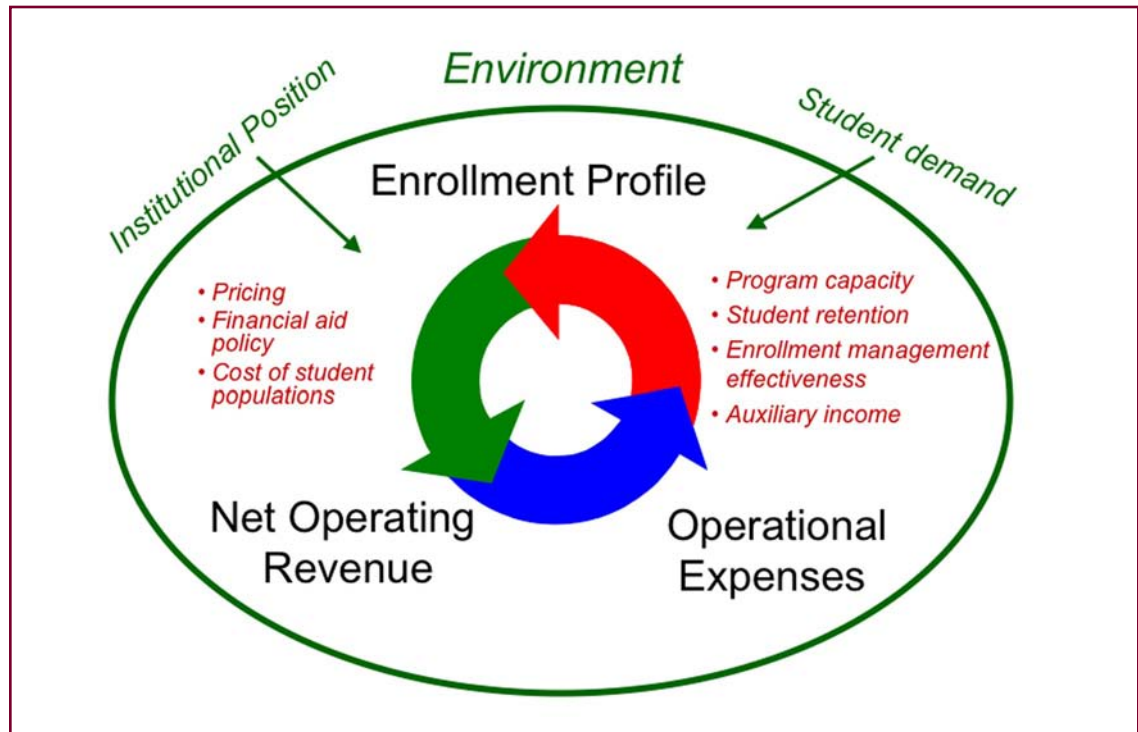 Environment
Institutional Position
Student demand
Enrollment Profile
• Pricing
• Financial aid
policy
• Cost of student
populations
• Program capacity
• Student retention
• Enrollment management
effectiveness
• Auxiliary income
Net Operating
Revenue
Operational
Expenses